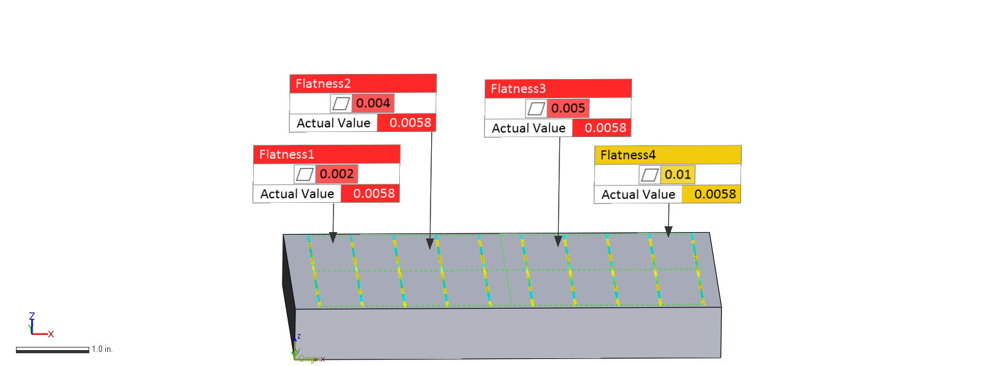 Flatness2
0.004
Actual Value 0.0058
Flatness3
0.005
Actual Value 0.0058
Flatness1
0.002
Actual Value 0.0058
Flatness4
0.01
Actual Value 0.0058
Z
Y
X
1.0 in.
z
y
Origin x